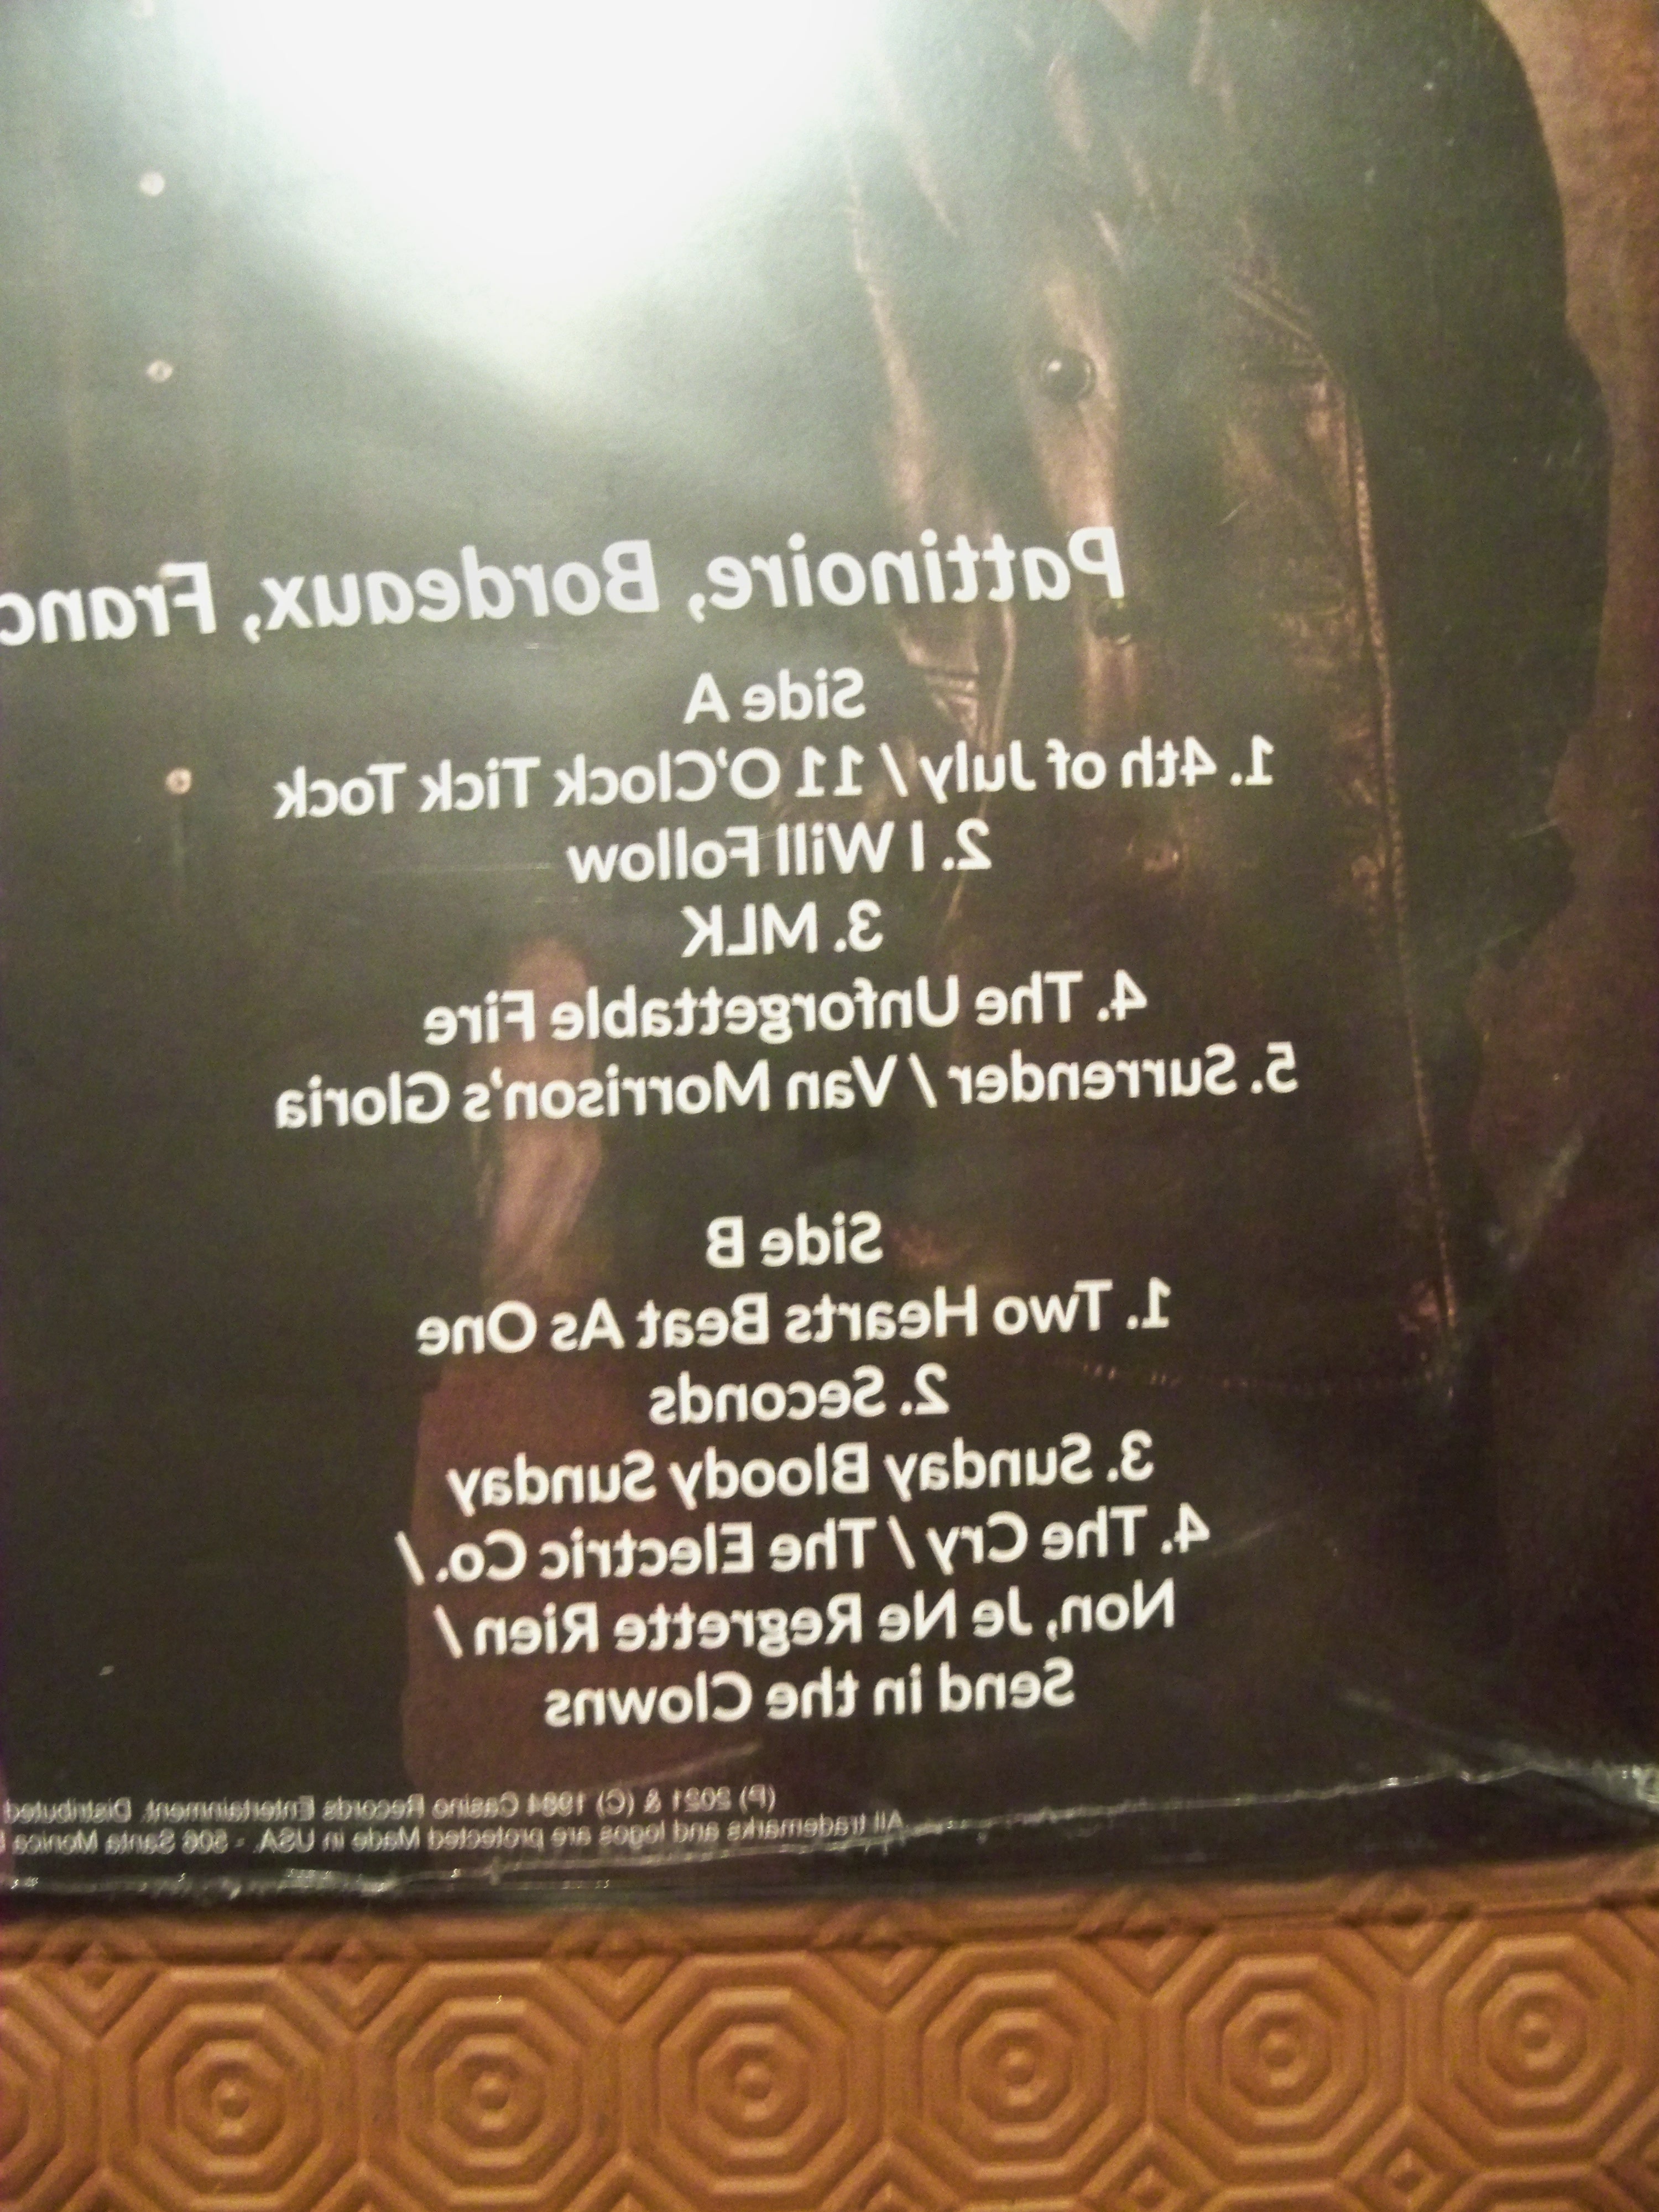 Pattinoire, Bordeaux, Franc
Side A
1. 4th of July / 11 O'Clock Tick Tock
2. I Will Follow
3. MLK
4. The Unforgettable Fire
5. Surrender / Van Morrison's Gloria
Side B
1. Two Hearts Beat As One
2. Seconds
3. Sunday Bloody Sunday
4. The Cry / The Electric Co. /
Non, Je Ne Regrette Rien /
Send in the Clowns
(P) 2021 & (C) 1984 Casino Records Entertainment. Distributed
All trademarks and logos are protected Made in USA. - 506 Santa Monica